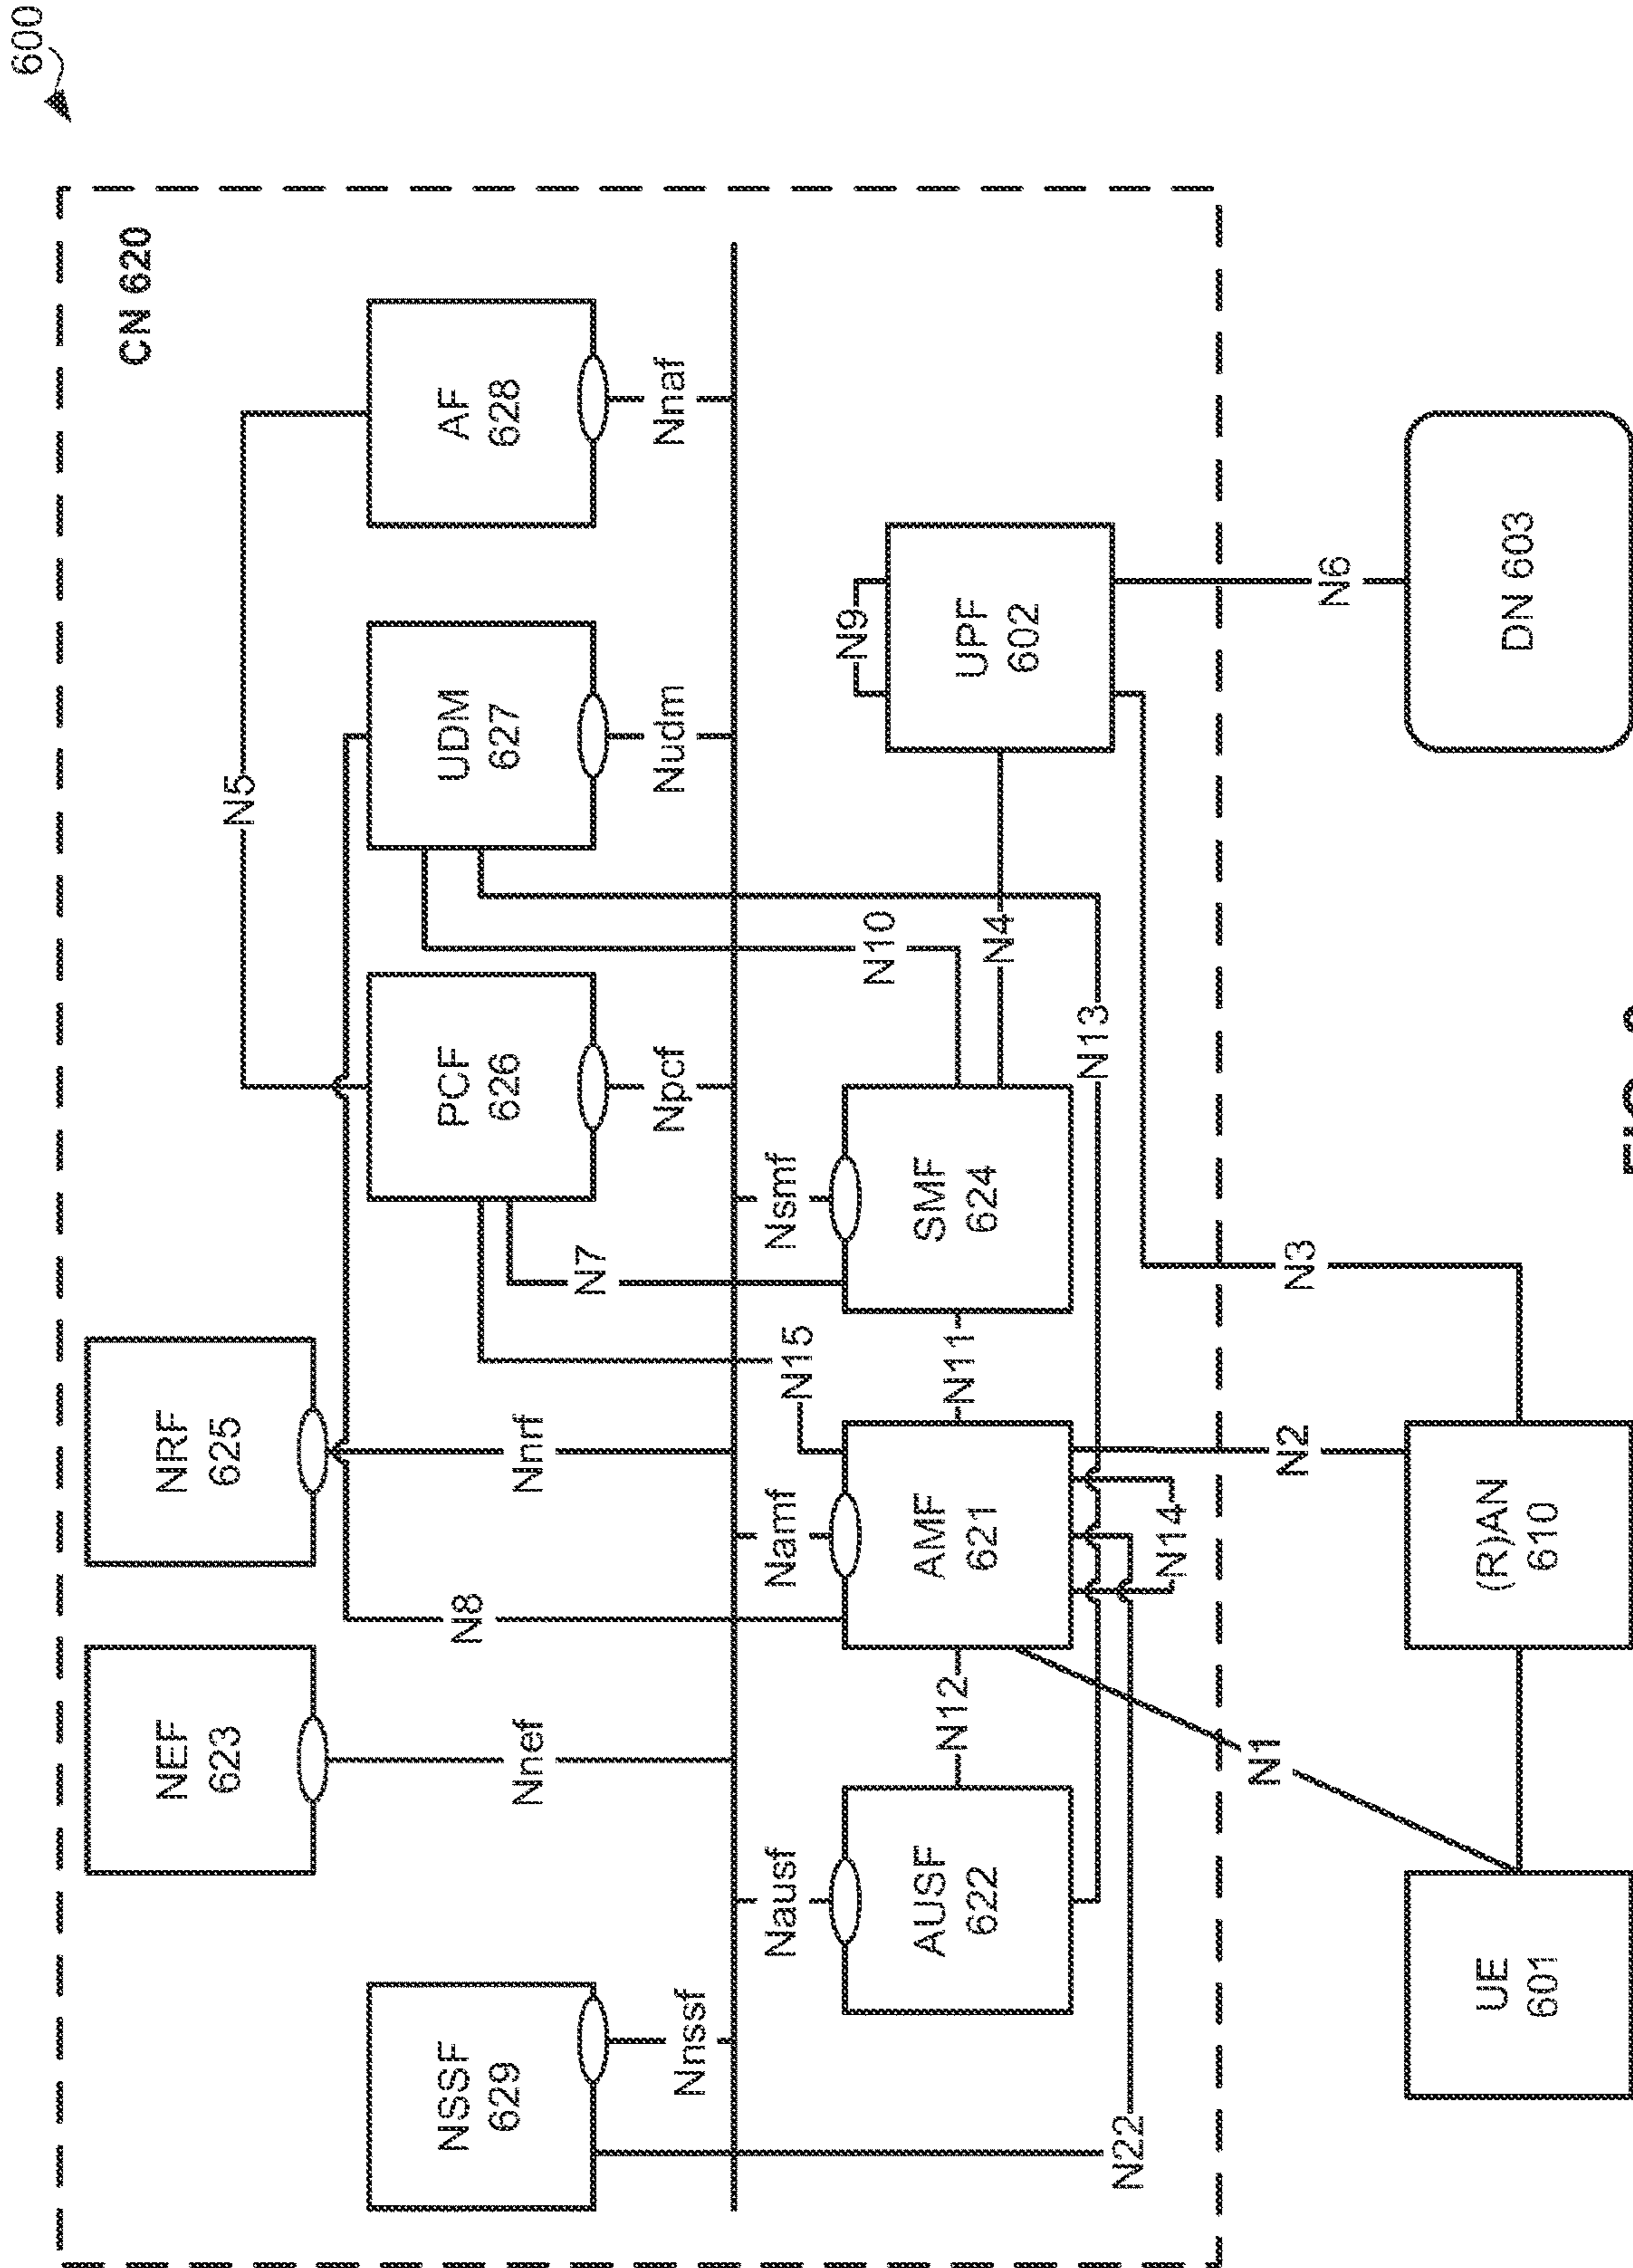 600
CN 620
N5
NEF
623
NRF
625
NSSF
629
PCF
626
UDM
627
AF
628
N8
Nnef
Nnrf
N7
Nnssf
Npcf
Nudm
Nnaf
Nausf
Namf
N15
Nsmf
N9
N10
AUSF
622
N12
AMF
621
N11
SMF
624
N4
UPF
602
N13
N22
N14
N1
N2
N3
N6
UE
601
(R)AN
610
DN 603